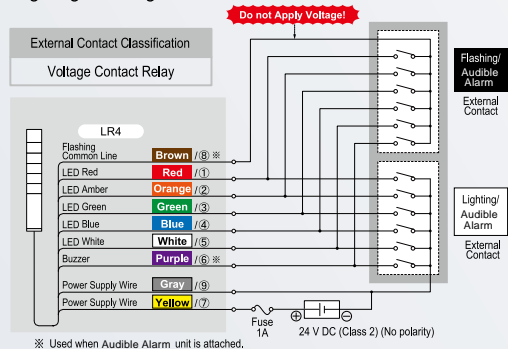 Do not Apply Voltage!
External Contact Classification
Voltage Contact Relay
Flashing/
Audible
Alarm
External
Contact
LR4
Flashing
Common Line
Brown /⑧ ※
LED Red Red /①
LED Amber Orange /②
LED Green Green /③
LED Blue Blue /④
LED White White /⑤
Buzzer Purple /⑥ ※
Power Supply Wire Gray /⑨
Power Supply Wire Yellow /⑦
Lighting/
Audible
Alarm
External
Contact
Fuse
1A
⊕ ⊖
24 V DC (Class 2) (No polarity)
※ Used when Audible Alarm unit is attached.